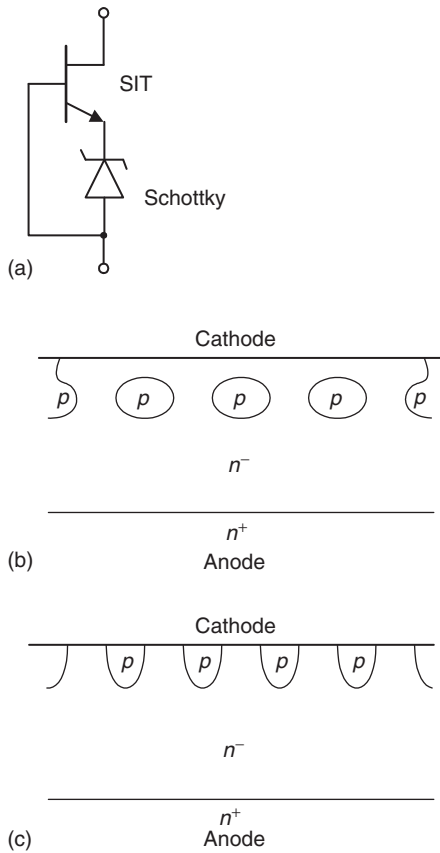 SIT
Schottky
(a)
Cathode
p p p p p
n−
n+
(b) Anode
Cathode
p p p p
n−
n+
(c) Anode